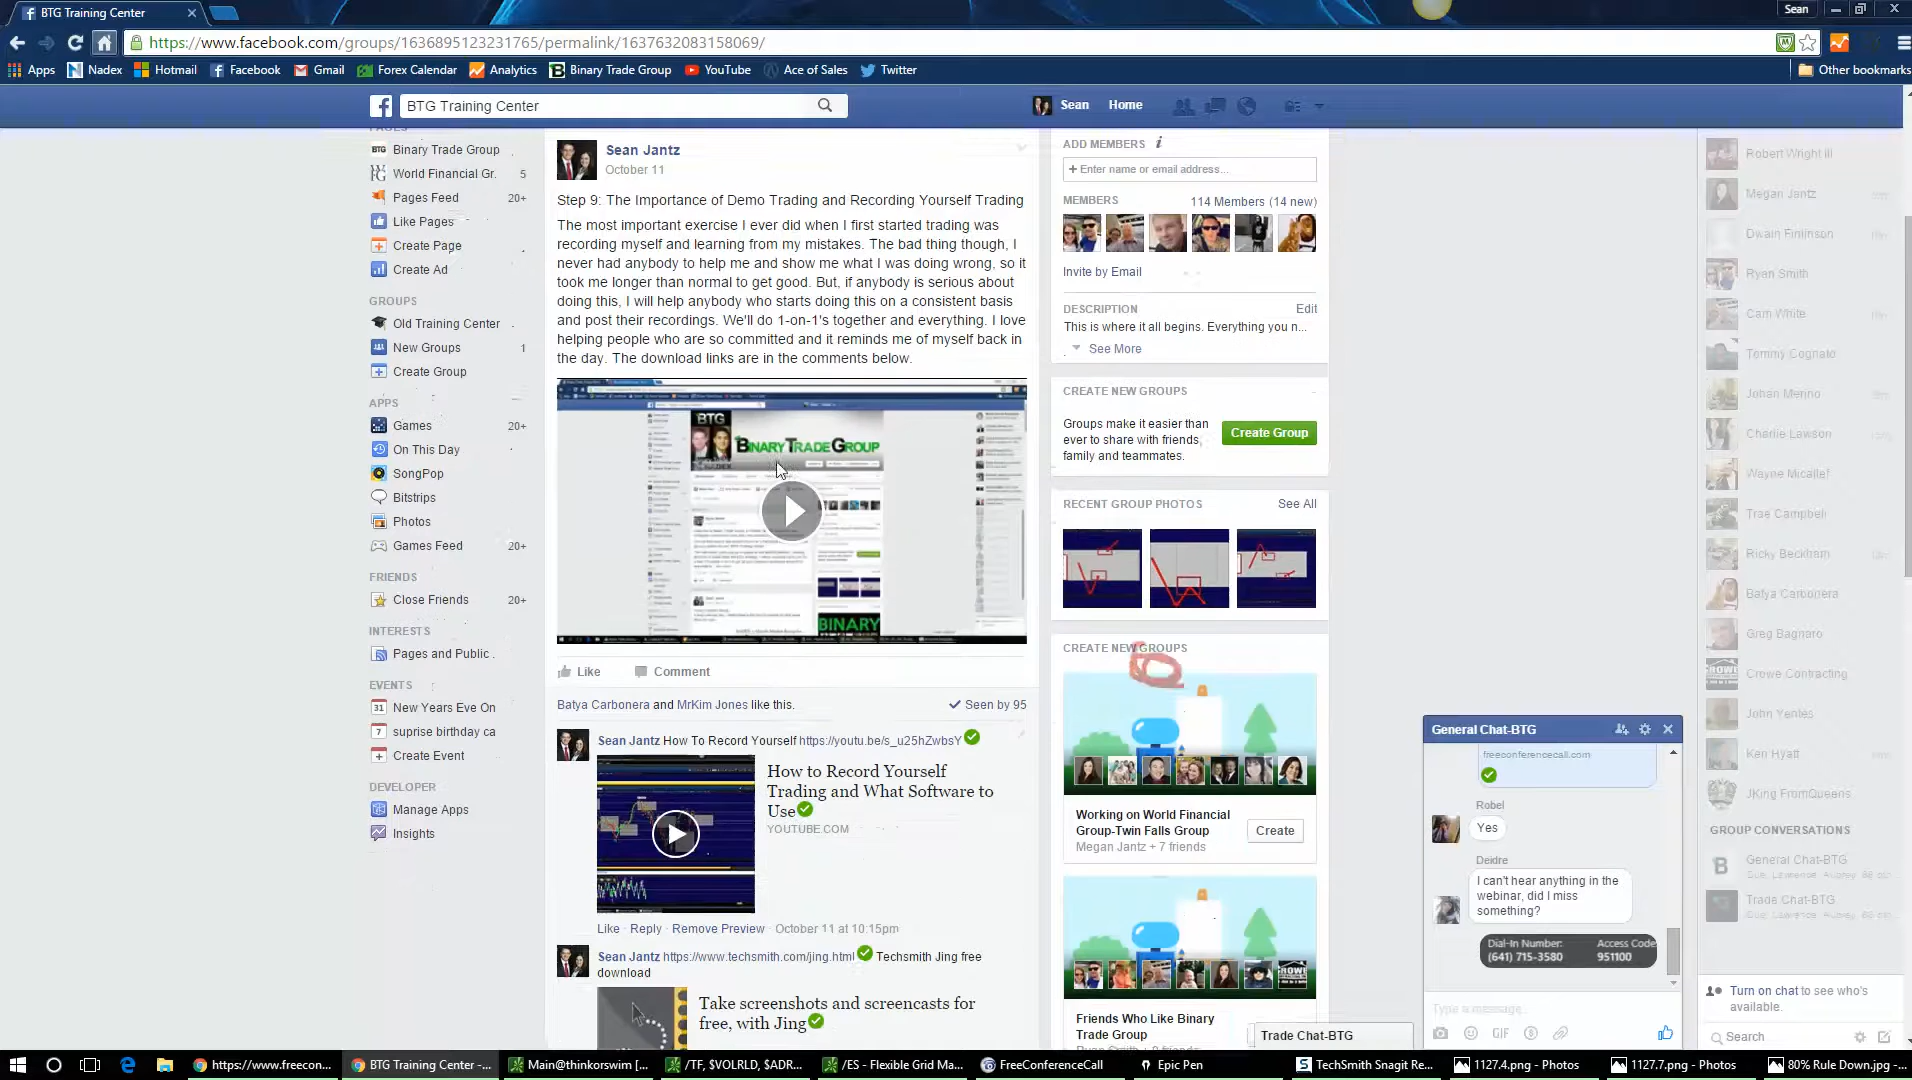 BTG Training Center
Sean
https://www.facebook.com/groups/1636895123231765/permalink/1637632083158069/
Apps
Nadex
Hotmail
Facebook
Gmail
Forex Calendar
Analytics
Binary Trade Group
YouTube
Ace of Sales
Twitter
Other bookmarks
BTG Training Center
Sean
Home
PAGES
BTG Binary Trade Group
World Financial Gr. 5
Pages Feed 20+
Like Pages
Create Page
Create Ad
GROUPS
Old Training Center
New Groups 1
Create Group
APPS
Games 20+
On This Day
SongPop
Bitstrips
Photos
Games Feed 20+
FRIENDS
Close Friends 20+
INTERESTS
Pages and Public
EVENTS
31 New Years Eve On
7 suprise birthday ca
Create Event
DEVELOPER
Manage Apps
Insights
Sean Jantz
October 11
Step 9: The Importance of Demo Trading and Recording Yourself Trading
The most important exercise I ever did when I first started trading was
recording myself and learning from my mistakes. The bad thing though, I
never had anybody to help me and show me what I was doing wrong, so it
took me longer than normal to get good. But, if anybody is serious about
doing this, I will help anybody who starts doing this on a consistent basis
and post their recordings. We'll do 1-on-1's together and everything. I love
helping people who are so committed and it reminds me of myself back in
the day. The download links are in the comments below.
BTG
BINARY TRADE GROUP
BINARY
Like
Comment
Batya Carbonera and MrKim Jones like this.
Seen by 95
Sean Jantz How To Record Yourself https://youtu.be/s_u25hZwbsY
How to Record Yourself
Trading and What Software to
Use
YOUTUBE.COM
Like · Reply · Remove Preview · October 11 at 10:15pm
Sean Jantz https://www.techsmith.com/jing.html Techsmith Jing free
download
Take screenshots and screencasts for
free, with Jing
ADD MEMBERS
+ Enter name or email address...
MEMBERS
114 Members (14 new)
Invite by Email
DESCRIPTION
Edit
This is where it all begins. Everything you n...
See More
CREATE NEW GROUPS
Groups make it easier than
ever to share with friends,
family and teammates.
Create Group
RECENT GROUP PHOTOS
See All
CREATE NEW GROUPS
Working on World Financial
Group-Twin Falls Group
Megan Jantz + 7 friends
Create
CROWE
Friends Who Like Binary
Trade Group
Trade Chat-BTG
Robert Wright III
Megan Jantz
Dwain Finlinson
Ryan Smith
Cam White
Tommy Cognato
Johan Merino
Charlie Lawson
Wayne Micallef
Trae Campbell
Ricky Beckham
Batya Carbonera
Greg Bagnaro
Crowe Contracting
John Yentes
Ken Hyatt
JKing FromQueens
GROUP CONVERSATIONS
General Chat-BTG
Trade Chat-BTG
Turn on chat to see who's
available.
Search
General Chat-BTG
freeconferencecall.com
Robel
Yes
Deidre
I can't hear anything in the
webinar, did I miss
something?
Dial-In Number: Access Code
(641) 715-3580 951100
Type a message...
GIF
https://www.freecon...
BTG Training Center -...
Main@thinkorswim [...
/TF, $VOLRLD, $ADR...
/ES - Flexible Grid Ma...
FreeConferenceCall
Epic Pen
TechSmith Snagit Re...
1127.4.png - Photos
1127.7.png - Photos
80% Rule Down.jpg -...